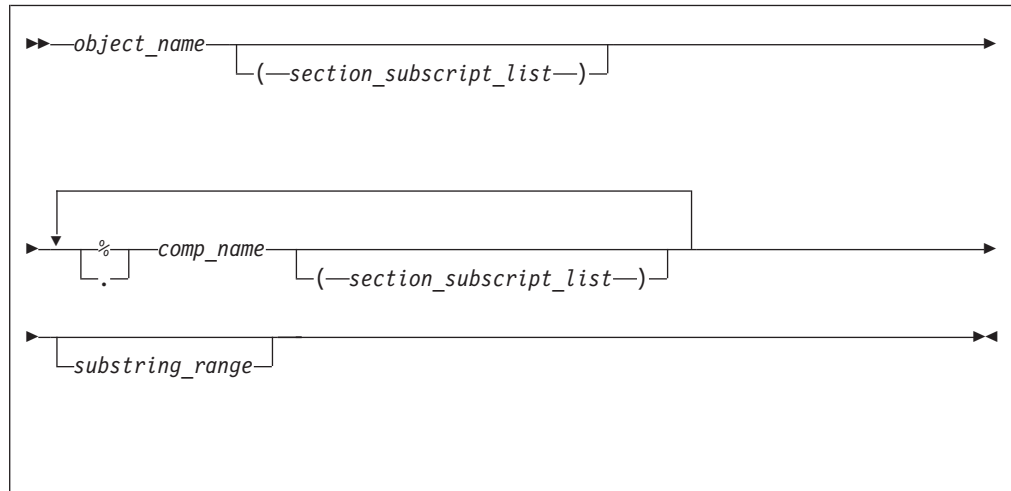 object_name
(section_subscript_list)
% comp_name
. (section_subscript_list)
substring_range